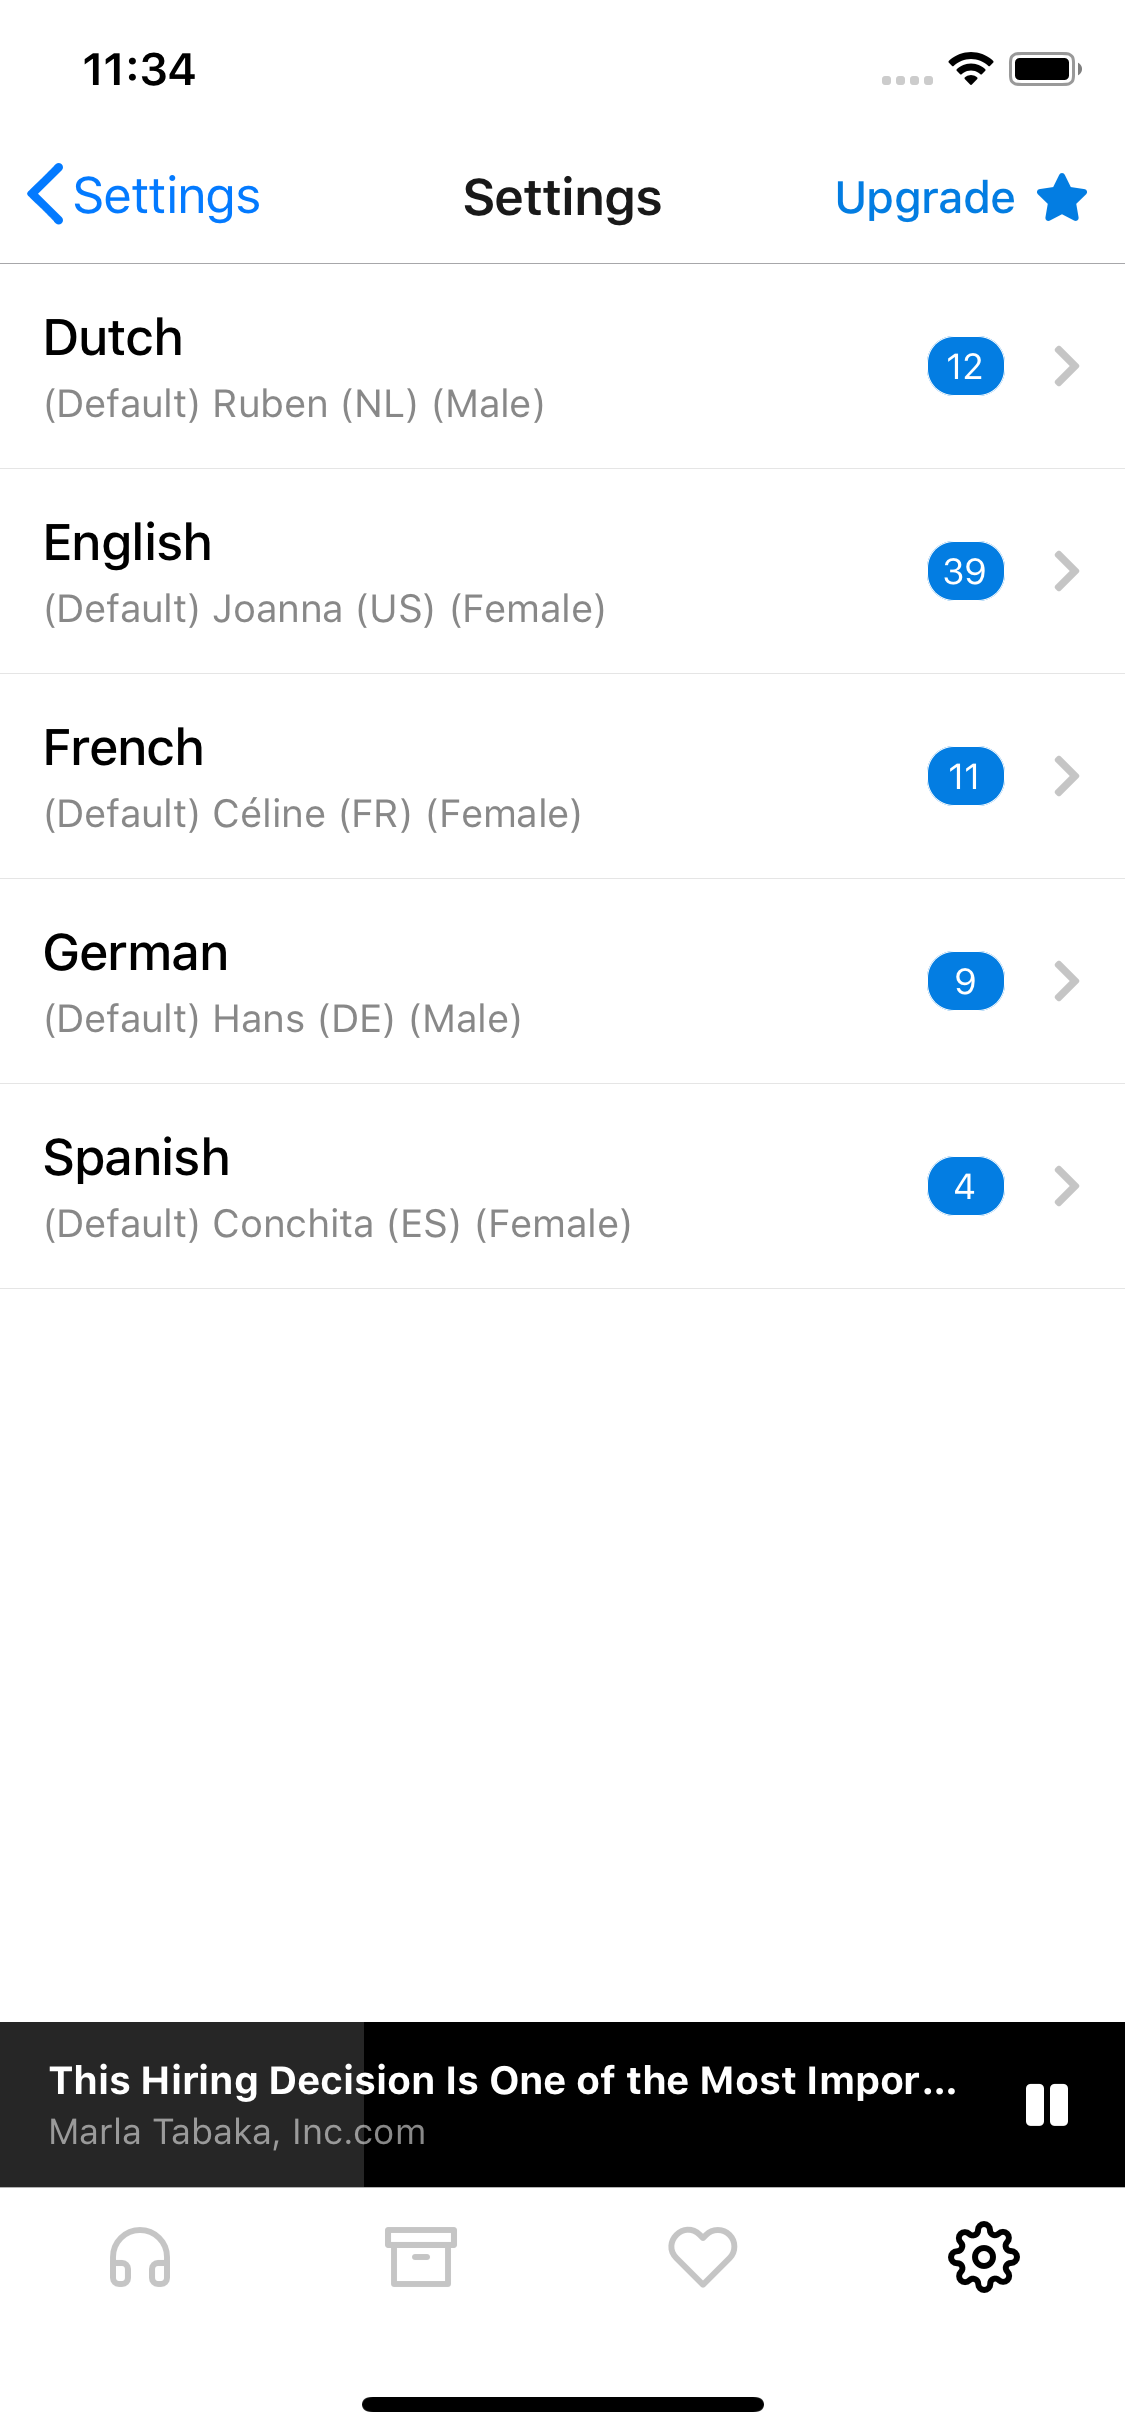 11:34
Settings
Settings
Upgrade
Dutch
(Default) Ruben (NL) (Male)
12
English
(Default) Joanna (US) (Female)
39
French
(Default) Céline (FR) (Female)
11
German
(Default) Hans (DE) (Male)
9
Spanish
(Default) Conchita (ES) (Female)
4
This Hiring Decision Is One of the Most Impor...
Marla Tabaka, Inc.com